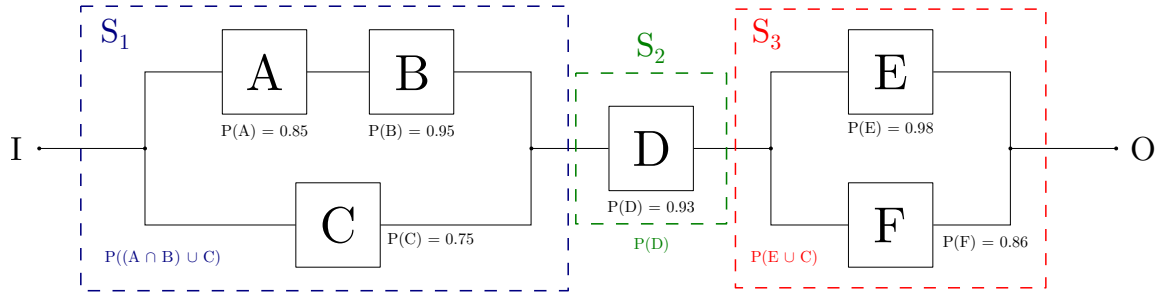 S1
S2
S3
A
B
E
P(A) = 0.85
P(B) = 0.95
P(E) = 0.98
I
D
O
P(D) = 0.93
C
F
P(C) = 0.75
P(F) = 0.86
P((A ∩ B) ∪ C)
P(D)
P(E ∪ C)